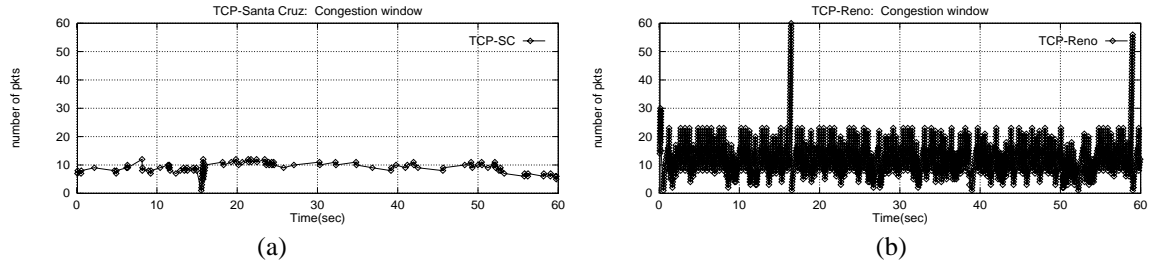 TCP-Santa Cruz:  Congestion window
60
50
40
30
20
10
0
number of pkts
TCP-SC
0 10 20 30 40 50 60
Time(sec)
(a)
TCP-Reno:  Congestion window
60
50
40
30
20
10
0
number of pkts
TCP-Reno
0 10 20 30 40 50 60
Time(sec)
(b)